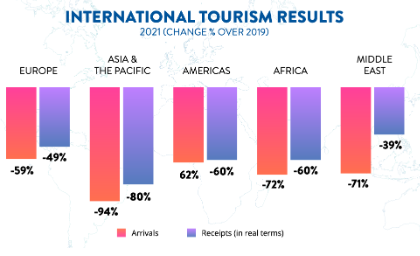 INTERNATIONAL TOURISM RESULTS
2021 (CHANGE % OVER 2019)
EUROPE
ASIA &
THE PACIFIC
AMERICAS
AFRICA
MIDDLE
EAST
-59%
-49%
-94%
-80%
62%
-60%
-72%
-60%
-71%
-39%
Arrivals
Receipts (in real terms)